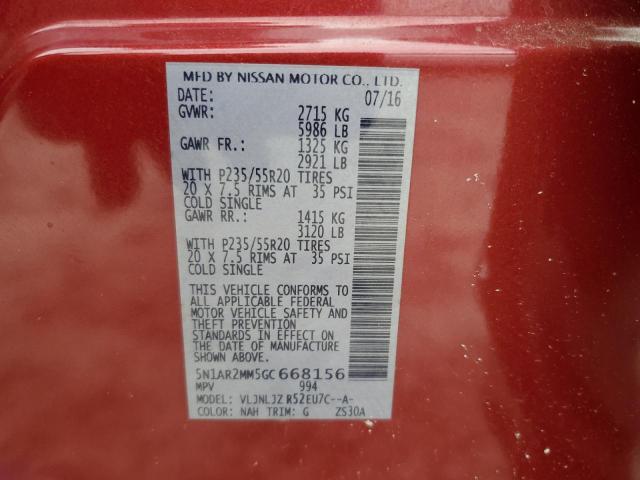 MFD BY NISSAN MOTOR CO., LTD.
DATE: 07/16
GVWR: 2715 KG
5986 LB
GAWR FR.: 1325 KG
2921 LB
WITH P235/55R20 TIRES
20 X 7.5 RIMS AT 35 PSI
COLD SINGLE
GAWR RR.: 1415 KG
3120 LB
WITH P235/55R20 TIRES
20 X 7.5 RIMS AT 35 PSI
COLD SINGLE
THIS VEHICLE CONFORMS TO
ALL APPLICABLE FEDERAL
MOTOR VEHICLE SAFETY AND
THEFT PREVENTION
STANDARDS IN EFFECT ON
THE DATE OF MANUFACTURE
SHOWN ABOVE.
5N1AR2MM5GC668156
MPV 994
MODEL: VLJNLJZ R52EU7C--A-
COLOR: NAH TRIM: G ZS30A